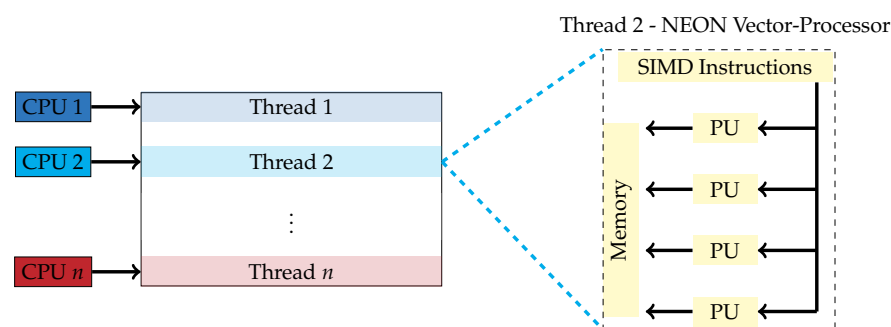 Thread 2 - NEON Vector-Processor
SIMD Instructions
CPU 1
Thread 1
CPU 2
Thread 2
⋮
CPU n
Thread n
Memory
PU
PU
PU
PU